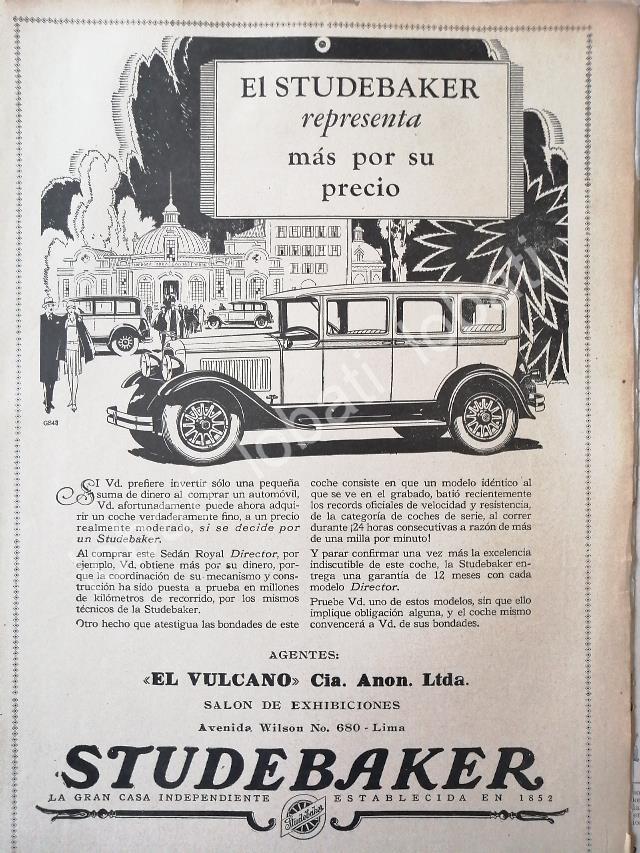 El STUDEBAKER
representa
más por su
precio
G843
SI Vd. prefiere invertir sólo una pequeña
suma de dinero al comprar un automóvil,
Vd. afortunadamente puede ahora adqui-
rir un coche verdaderamente fino, a un precio
realmente moderado, si se decide por
un Studebaker.
Al comprar este Sedán Royal Director, por
ejemplo, Vd. obtiene más por su dinero, por-
que la coordinación de su mecanismo y cons-
trucción ha sido puesta a prueba en millones
de kilómetros de recorrido, por los mismos
técnicos de la Studebaker.
Otro hecho que atestigua las bondades de este
coche consiste en que un modelo idéntico al
que se ve en el grabado, batió recientemente
los records oficiales de velocidad y resistencia,
de la categoría de coches de serie, al correr
durante ¡24 horas consecutivas a razón de más
de una milla por minuto!
Y parar confirmar una vez más la excelencia
indiscutible de este coche, la Studebaker en-
trega una garantía de 12 meses con cada
modelo Director.
Pruebe Vd. uno de estos modelos, sin que ello
implique obligación alguna, y el coche mismo
convencerá a Vd. de sus bondades.
AGENTES:
«EL VULCANO» Cia. Anon. Ltda.
SALON DE EXHIBICIONES
Avenida Wilson No. 680 - Lima
STUDEBAKER
LA GRAN CASA INDEPENDIENTE ESTABLECIDA EN 1852
Studebaker
lobati lobati lobati